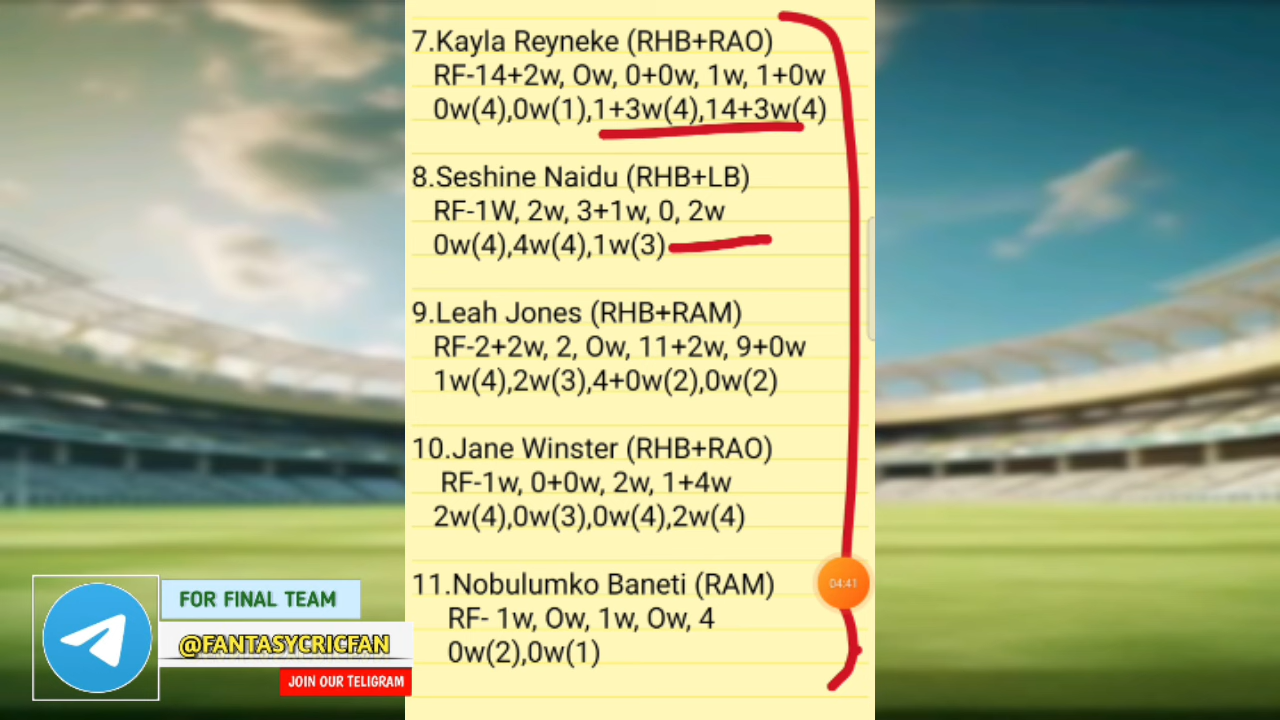 7.Kayla Reyneke (RHB+RAO)
RF-14+2w, Ow, 0+0w, 1w, 1+0w
0w(4),0w(1),1+3w(4),14+3w(4)
8.Seshine Naidu (RHB+LB)
RF-1W, 2w, 3+1w, 0, 2w
0w(4),4w(4),1w(3)
9.Leah Jones (RHB+RAM)
RF-2+2w, 2, Ow, 11+2w, 9+0w
1w(4),2w(3),4+0w(2),0w(2)
10.Jane Winster (RHB+RAO)
RF-1w, 0+0w, 2w, 1+4w
2w(4),0w(3),0w(4),2w(4)
11.Nobulumko Baneti (RAM)
RF- 1w, Ow, 1w, Ow, 4
0w(2),0w(1)
04:41
FOR FINAL TEAM
@FANTASYCRICFAN
JOIN OUR TELIGRAM